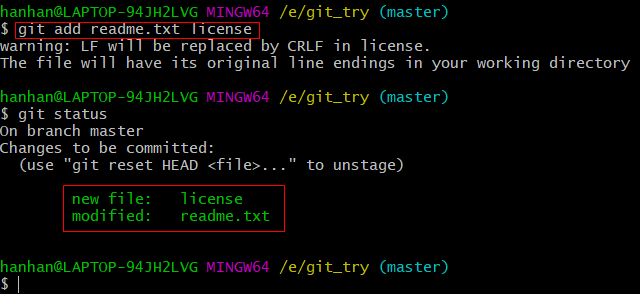 hanhan@LAPTOP-94JH2LVG MINGW64 /e/git_try (master)
$ git add readme.txt license
warning: LF will be replaced by CRLF in license.
The file will have its original line endings in your working directory
hanhan@LAPTOP-94JH2LVG MINGW64 /e/git_try (master)
$ git status
On branch master
Changes to be committed:
  (use "git reset HEAD <file>..." to unstage)
        new file:   license
        modified:   readme.txt
hanhan@LAPTOP-94JH2LVG MINGW64 /e/git_try (master)
$